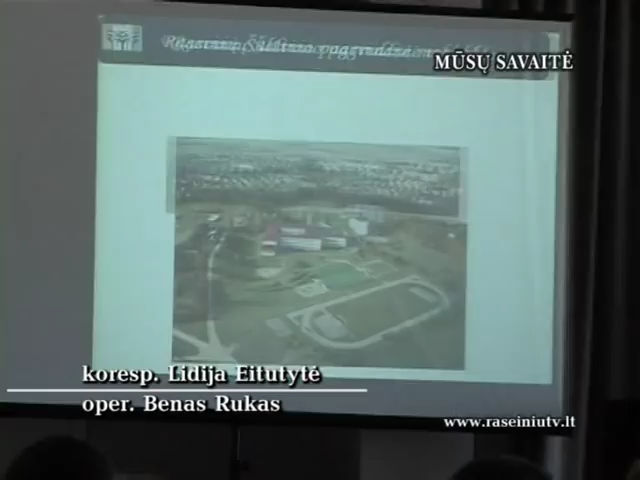 MŪSŲ SAVAITĖ
koresp. Lidija Eitutytė
oper. Benas Rukas
www.raseiniutv.lt